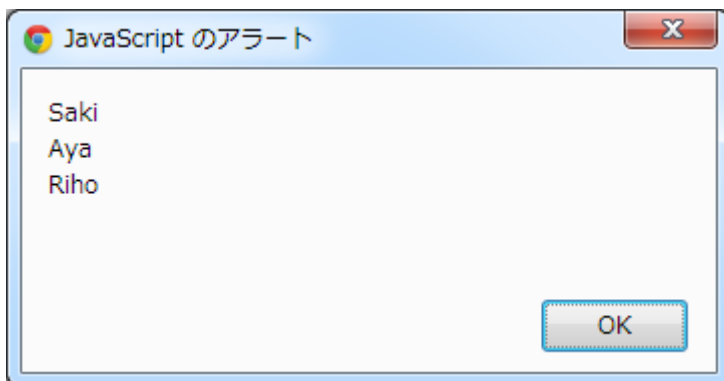 JavaScript のアラート
Saki
Aya
Riho
OK